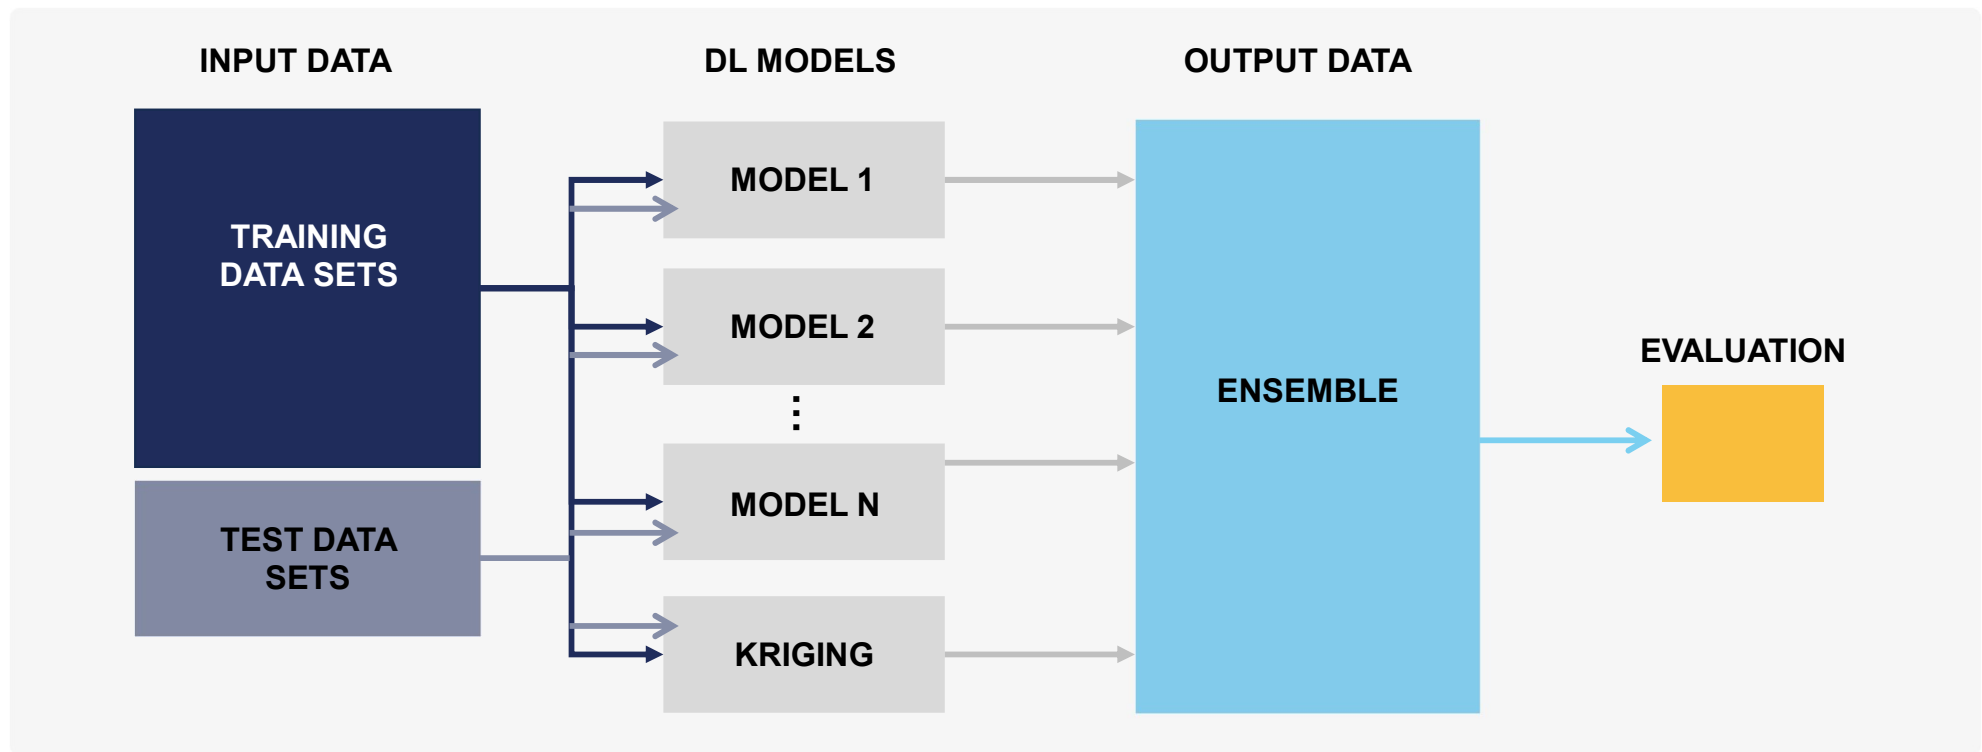 INPUT DATA
DL MODELS
OUTPUT DATA
TRAINING
DATA SETS
TEST DATA
SETS
MODEL 1
MODEL 2
MODEL N
KRIGING
ENSEMBLE
EVALUATION